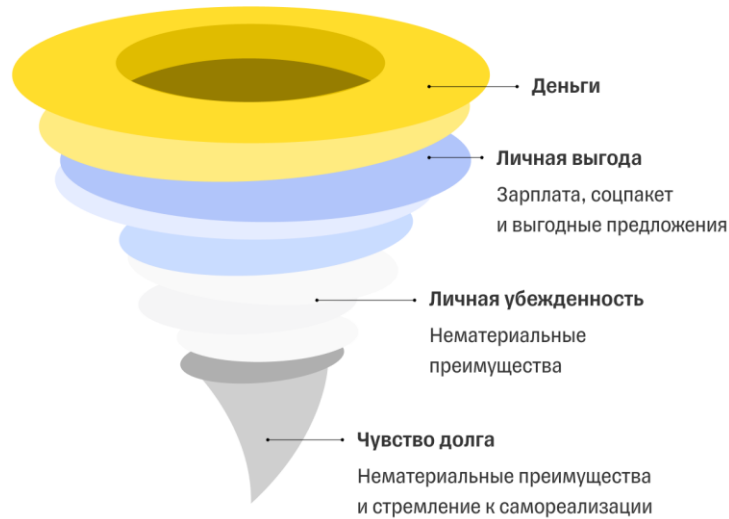 Деньги
Личная выгода
Зарплата, соцпакет
и выгодные предложения
Личная убежденность
Нематериальные
преимущества
Чувство долга
Нематериальные преимущества
и стремление к самореализации